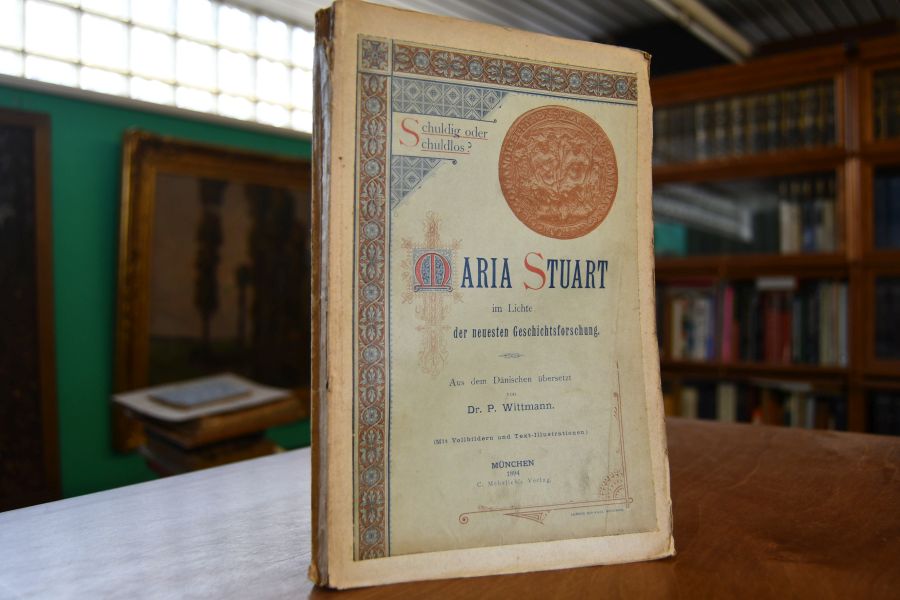 Schuldig oder
Schuldlos?
MARIA STUART
im Lichte
der neuesten Geschichtsforschung.
Aus dem Dänischen übersetzt
von
Dr. P. Wittmann.
(Mit Vollbildern und Text-Illustrationen.)
MÜNCHEN
1894
Verlag.